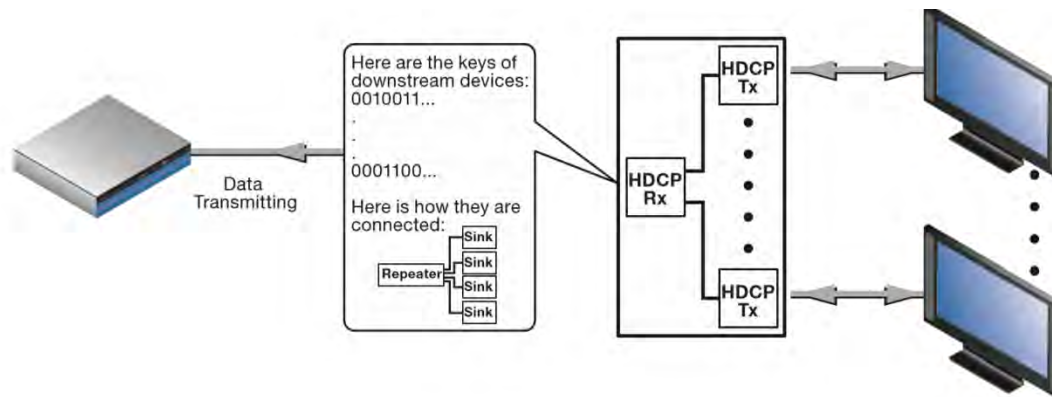 Here are the keys of
downstream devices:
0010011...
.
.
.
0001100...
Here is how they are
connected:
Repeater
Sink
Sink
Sink
Sink
Data
Transmitting
HDCP
Rx
HDCP
Tx
HDCP
Tx